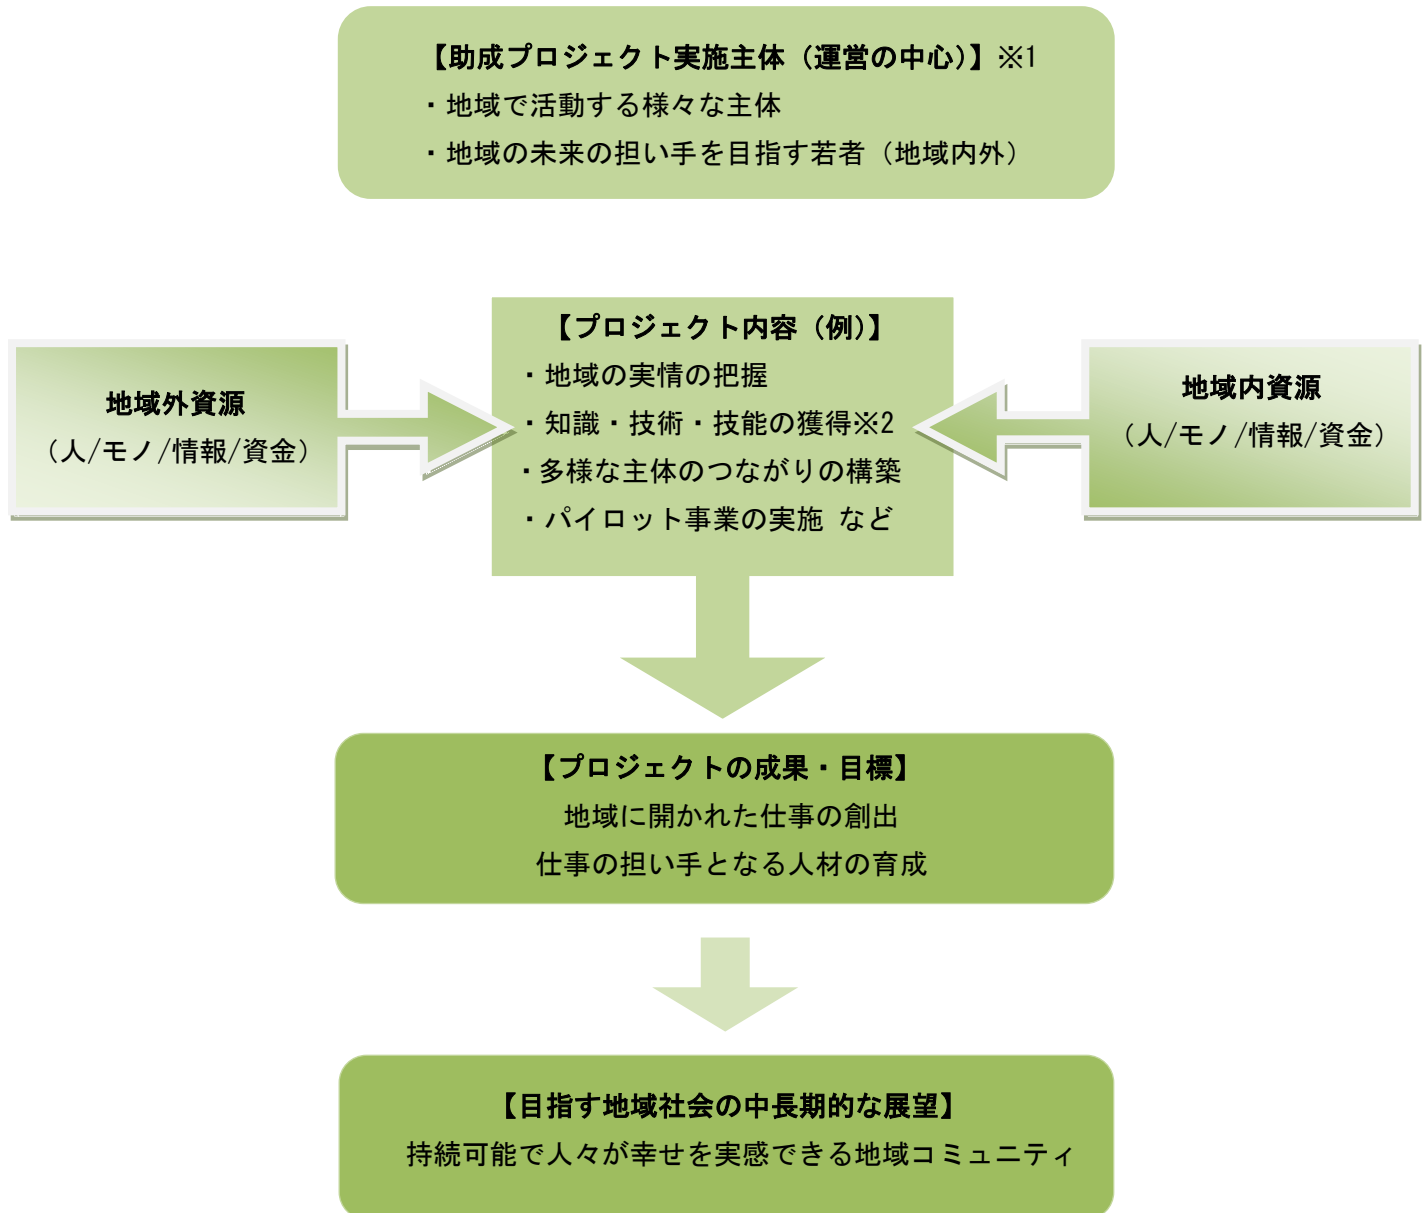 【助成プロジェクト実施主体（運営の中心）】※1
・地域で活動する様々な主体
・地域の未来の担い手を目指す若者（地域内外）
【プロジェクト内容（例）】
・地域の実情の把握
・知識・技術・技能の獲得※2
・多様な主体のつながりの構築
・パイロット事業の実施 など
地域外資源
（人/モノ/情報/資金）
地域内資源
（人/モノ/情報/資金）
【プロジェクトの成果・目標】
地域に開かれた仕事の創出
仕事の担い手となる人材の育成
【目指す地域社会の中長期的な展望】
持続可能で人々が幸せを実感できる地域コミュニティ